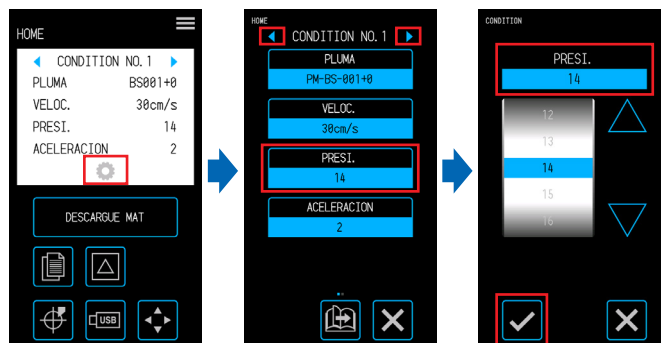 HOME
CONDITION NO. 1
PLUMA BS001+0
VELOC. 30cm/s
PRESI. 14
ACELERACION 2
DESCARGUE MAT
USB
HOME
CONDITION NO. 1
PLUMA
PM-BS-001+0
VELOC.
30cm/s
PRESI.
14
ACELERACION
2
CONDITION
PRESI.
14
12
13
14
15
16